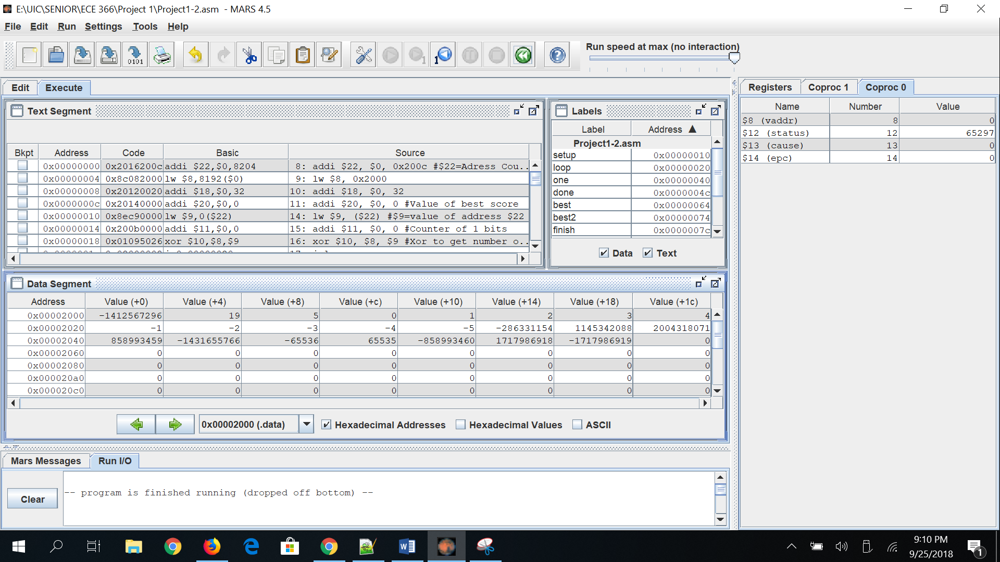 E:\UIC\SENIOR\ECE 366\Project 1\Project1-2.asm - MARS 4.5
File Edit Run Settings Tools Help
Run speed at max (no interaction)
Edit Execute
Text Segment
Bkpt Address Code Basic Source
0x00000000 0x2016200c addi $22,$0,8204 8: addi $22, $0, 0x200c #$22=Adress Cou..
0x00000004 0x8c082000 lw $8,8192($0) 9: lw $8, 0x2000
0x00000008 0x20120020 addi $18,$0,32 10: addi $18, $0, 32
0x0000000c 0x20140000 addi $20,$0,0 11: addi $20, $0, 0 #Value of best score
0x00000010 0x8ec90000 lw $9,0($22) 14: lw $9, ($22) #$9=value of address $22
0x00000014 0x200b0000 addi $11,$0,0 15: addi $11, $0, 0 #Counter of 1 bits
0x00000018 0x01095026 xor $10,$8,$9 16: xor $10, $8, $9 #Xor to get number o..
Labels
Label Address ▲
Project1-2.asm
setup 0x00000010
loop 0x00000020
one 0x00000040
done 0x0000004c
best 0x00000064
best2 0x00000074
finish 0x0000007c
Data Text
Data Segment
Address Value (+0) Value (+4) Value (+8) Value (+c) Value (+10) Value (+14) Value (+18) Value (+1c)
0x00002000 -1412567296 19 5 0 1 2 3 4
0x00002020 -1 -2 -3 -4 -5 -286331154 1145342088 2004318071
0x00002040 858993459 -1431655766 -65536 65535 -858993460 1717986918 -1717986919 0
0x00002060 0 0 0 0 0 0 0 0
0x00002080 0 0 0 0 0 0 0 0
0x000020a0 0 0 0 0 0 0 0 0
0x000020c0 0 0 0 0 0 0 0 0
0x00002000 (.data) Hexadecimal Addresses Hexadecimal Values ASCII
Mars Messages Run I/O
Clear
-- program is finished running (dropped off bottom) --
Registers Coproc 1 Coproc 0
Name Number Value
$8 (vaddr) 8 0
$12 (status) 12 65297
$13 (cause) 13 0
$14 (epc) 14 0
9:10 PM
9/25/2018
1